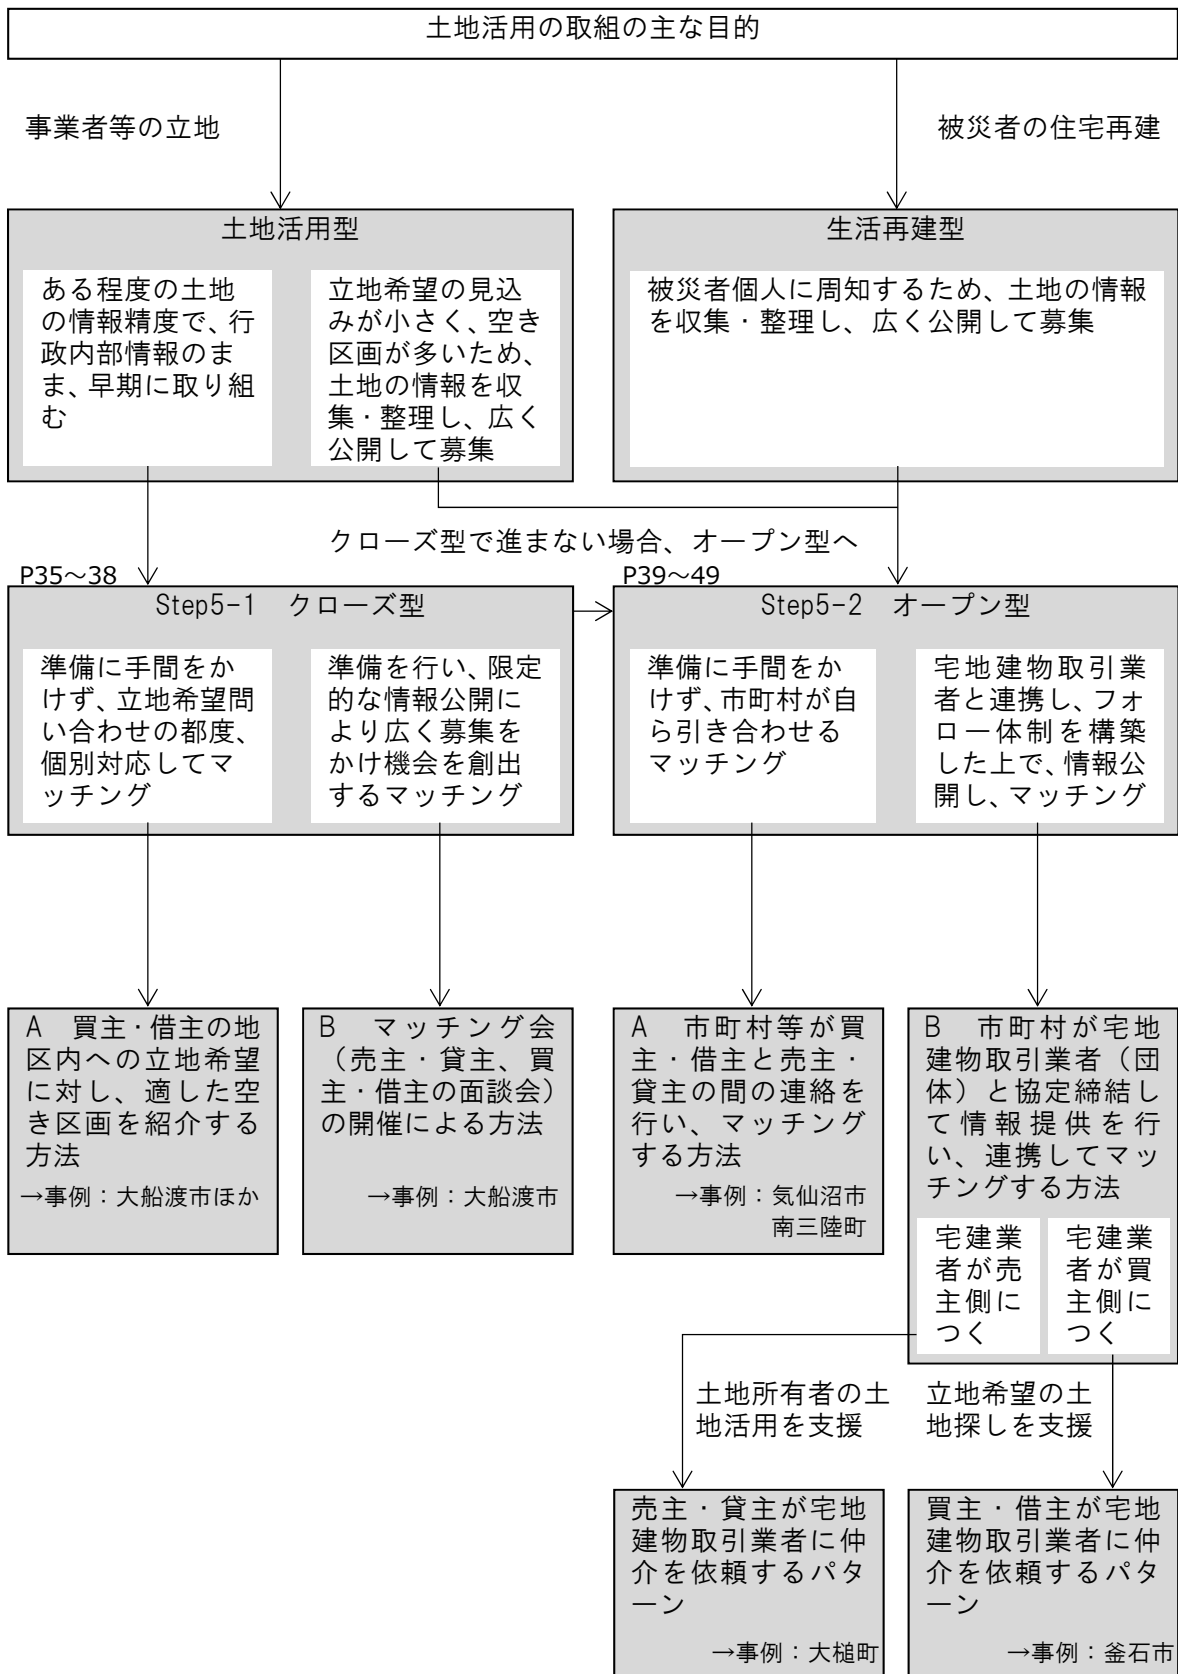 土地活用の取組の主な目的
事業者等の立地
被災者の住宅再建
土地活用型
ある程度の土地
の情報精度で、行
政内部情報のま
ま、早期に取り組
む
立地希望の見込
みが小さく、空き
区画が多いため、
土地の情報を収
集・整理し、広く
公開して募集
生活再建型
被災者個人に周知するため、土地の情報
を収集・整理し、広く公開して募集
クローズ型で進まない場合、オープン型へ
P35～38
Step5-1　クローズ型
準備に手間をか
けず、立地希望問
い合わせの都度、
個別対応してマ
ッチング
準備を行い、限定
的な情報公開に
より広く募集を
かけ機会を創出
するマッチング
P39～49
Step5-2　オープン型
準備に手間をか
けず、市町村が自
ら引き合わせる
マッチング
宅地建物取引業
者と連携し、フォ
ロー体制を構築
した上で、情報公
開し、マッチング
A　買主・借主の地
区内への立地希望
に対し、適した空
き区画を紹介する
方法
→事例：大船渡市ほか
B　マッチング会
（売主・貸主、買
主・借主の面談会）
の開催による方法
→事例：大船渡市
A　市町村等が買
主・借主と売主・
貸主の間の連絡を
行い、マッチング
する方法
→事例：気仙沼市
南三陸町
B　市町村が宅地
建物取引業者（団
体）と協定締結し
て情報提供を行
い、連携してマッ
チングする方法
宅建業
者が売
主側に
つく
宅建業
者が買
主側に
つく
土地所有者の土
地活用を支援
立地希望の土
地探しを支援
売主・貸主が宅地
建物取引業者に仲
介を依頼するパタ
ーン
→事例：大槌町
買主・借主が宅地
建物取引業者に仲
介を依頼するパタ
ーン
→事例：釜石市